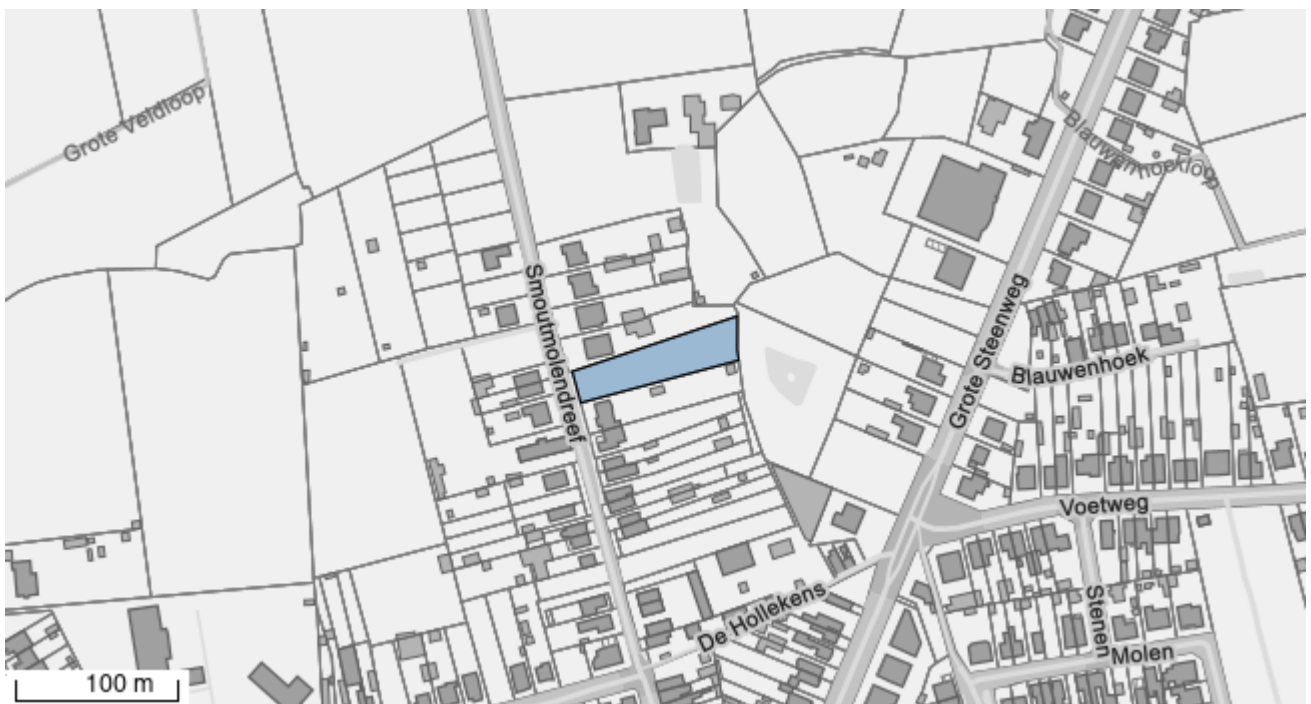 Grote Veldloop
Blauwenhoekloop
Smoutmolendreef
Grote Steenweg
Blauwenhoek
Voetweg
De Hollekens
Stenen
Molen
100 m